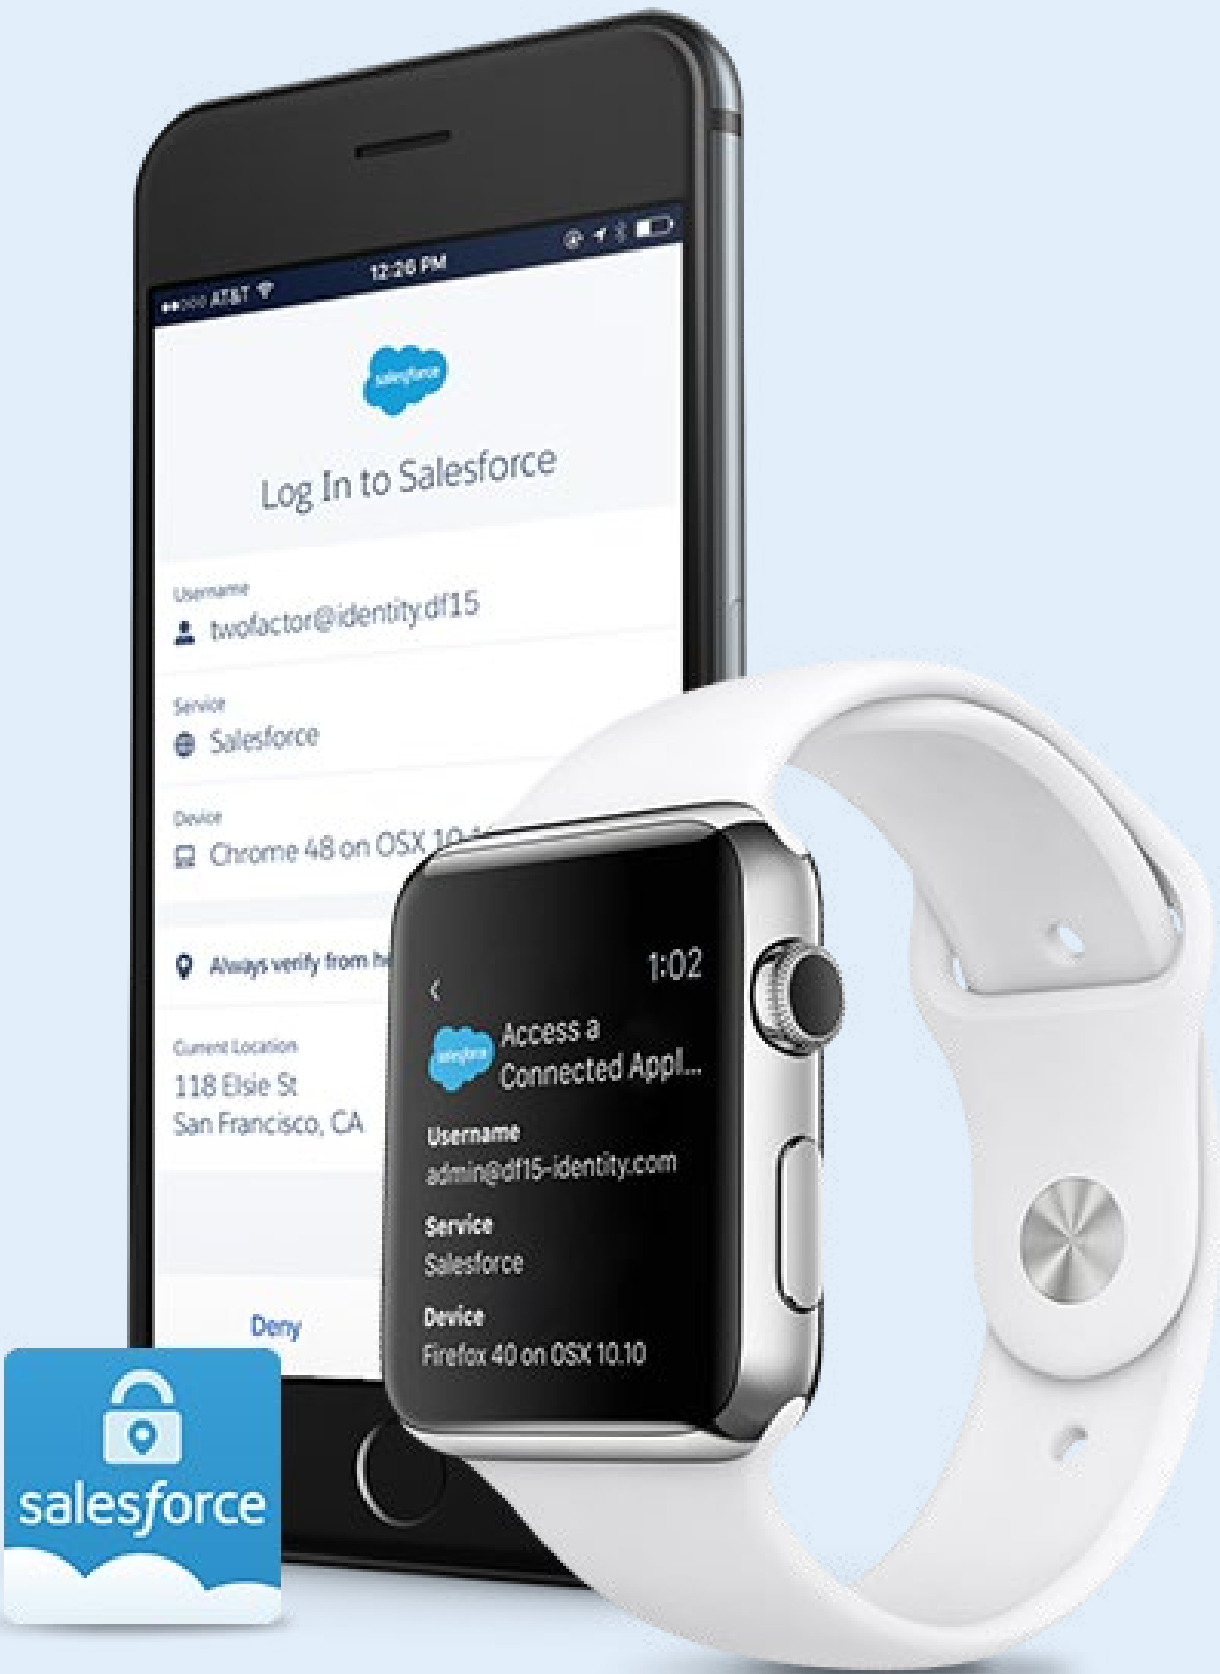 AT&T
12:26 PM
salesforce
Log In to Salesforce
Username
twofactor@identity.df15
Service
Salesforce
Device
Chrome 48 on OSX
Always verify from
Current Location
118 Elsie St
San Francisco, CA
Deny
1:02
salesforce
Access a
Connected Appl...
Username
admin@df15-identity.com
Service
Salesforce
Device
Firefox 40 on OSX 10.10
salesforce